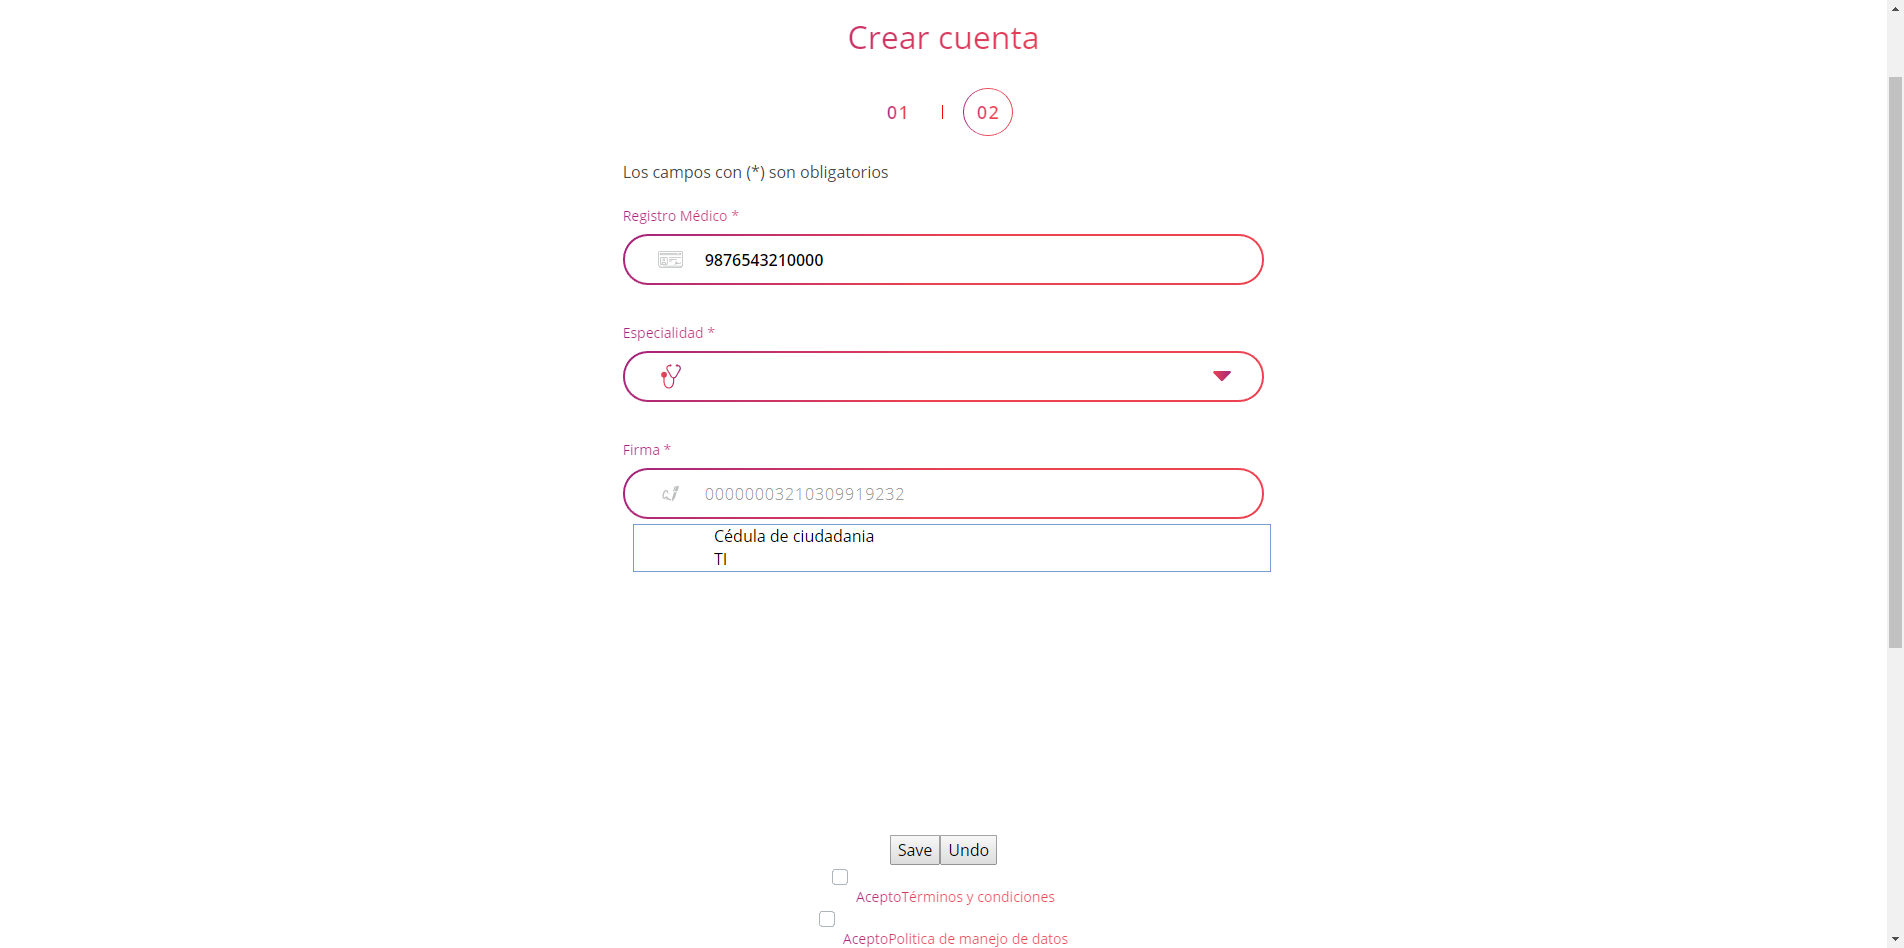 Crear cuenta
01 | 02
Los campos con (*) son obligatorios
Registro Médico *
9876543210000
Especialidad *
Firma *
00000003210309919232
Cédula de ciudadania
TI
Save Undo
AceptoTérminos y condiciones
AceptoPolitica de manejo de datos